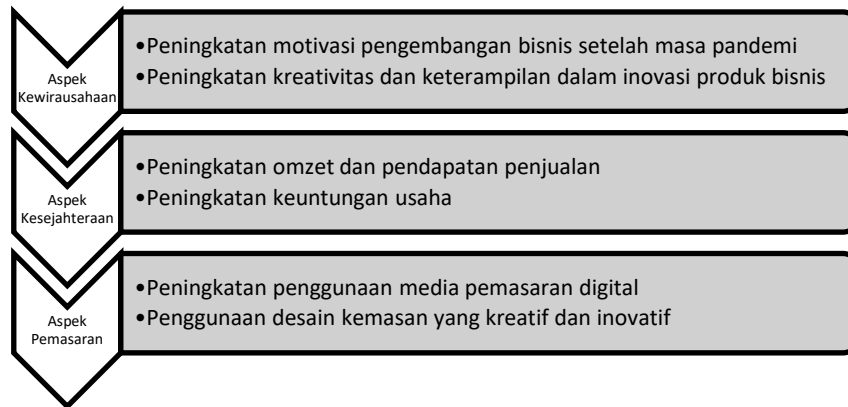 Aspek
Kewirausahaan
•Peningkatan motivasi pengembangan bisnis setelah masa pandemi
•Peningkatan kreativitas dan keterampilan dalam inovasi produk bisnis
Aspek
Kesejahteraan
•Peningkatan omzet dan pendapatan penjualan
•Peningkatan keuntungan usaha
Aspek
Pemasaran
•Peningkatan penggunaan media pemasaran digital
•Penggunaan desain kemasan yang kreatif dan inovatif